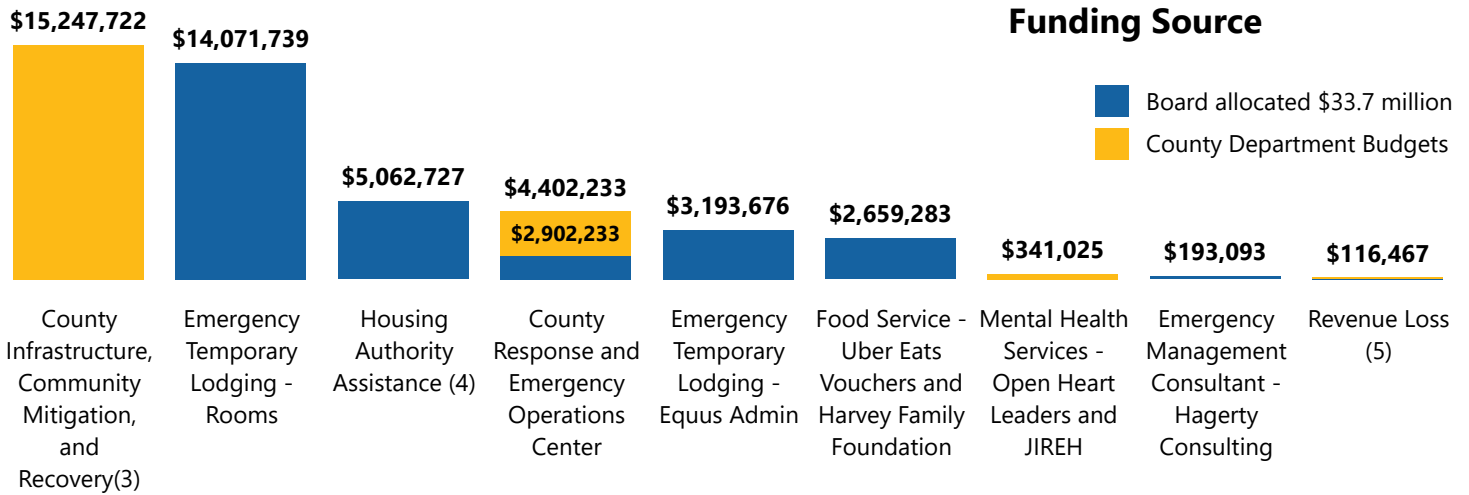 Funding Source
Board allocated $33.7 million
County Department Budgets
$15,247,722
$14,071,739
$5,062,727
$4,402,233
$2,902,233
$3,193,676
$2,659,283
$341,025
$193,093
$116,467
County
Infrastructure,
Community
Mitigation,
and
Recovery(3)
Emergency
Temporary
Lodging -
Rooms
Housing
Authority
Assistance (4)
County
Response and
Emergency
Operations
Center
Emergency
Temporary
Lodging -
Equus Admin
Food Service -
Uber Eats
Vouchers and
Harvey Family
Foundation
Mental Health
Services -
Open Heart
Leaders and
JIREH
Emergency
Management
Consultant -
Hagerty
Consulting
Revenue Loss
(5)